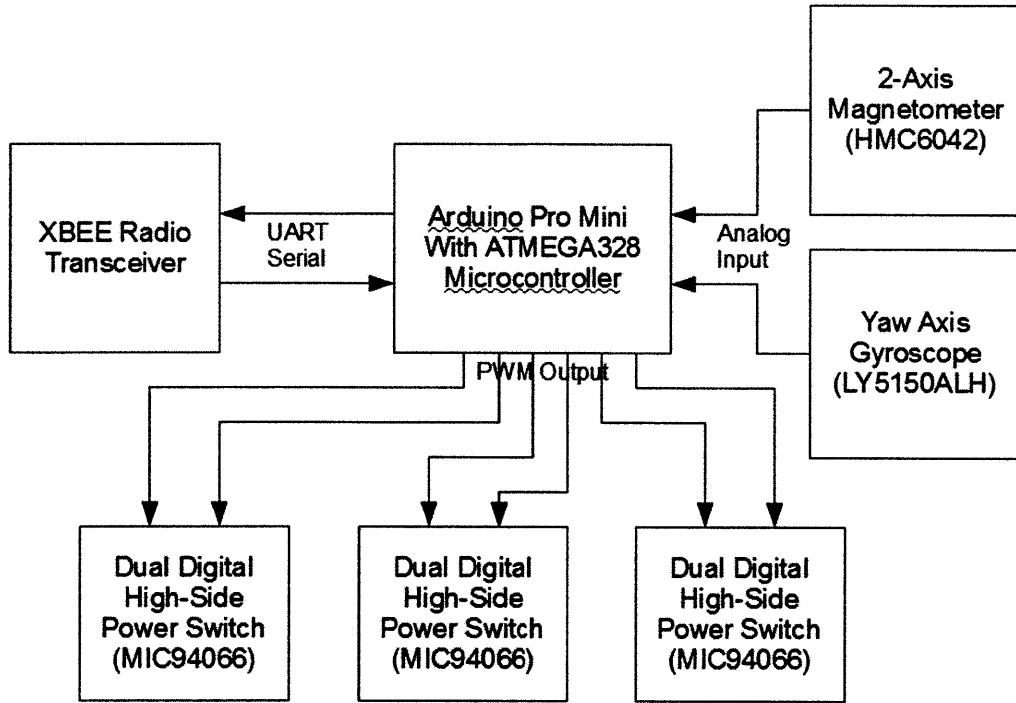 2-Axis
Magnetometer
(HMC6042)
XBEE Radio
Transceiver
UART
Serial
Arduino Pro Mini
With ATMEGA328
Microcontroller
Analog
Input
Yaw Axis
Gyroscope
(LY5150ALH)
PWM Output
Dual Digital
High-Side
Power Switch
(MIC94066)
Dual Digital
High-Side
Power Switch
(MIC94066)
Dual Digital
High-Side
Power Switch
(MIC94066)